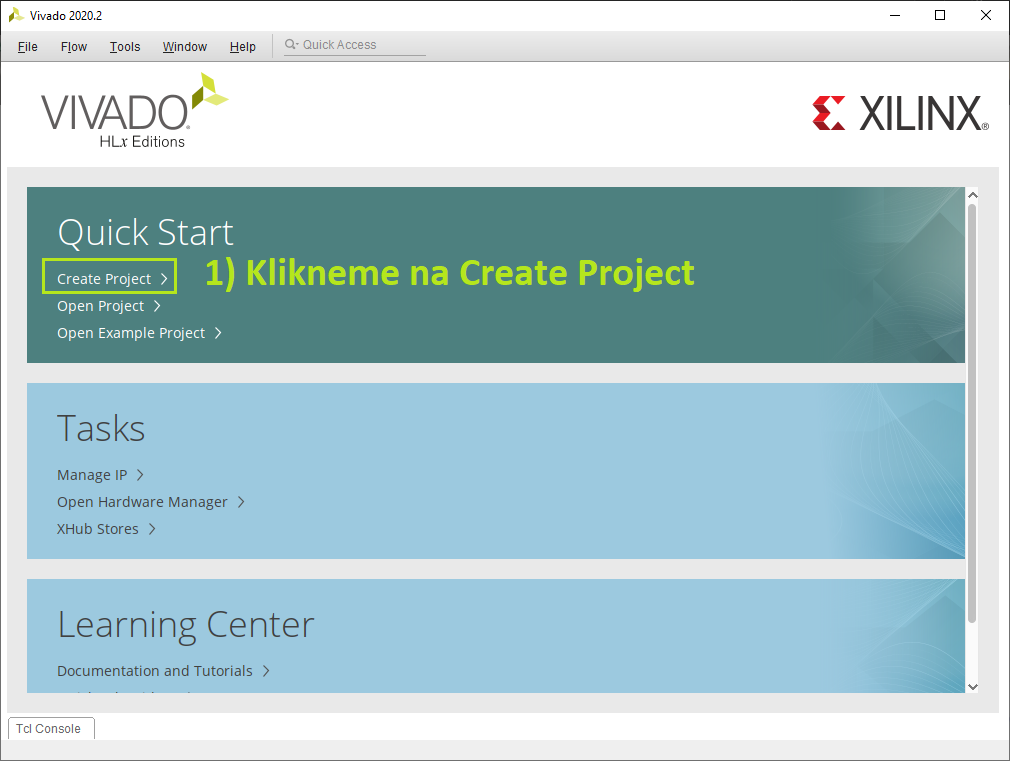 Vivado 2020.2
File Flow Tools Window Help Quick Access
VIVADO.
HLx Editions
XILINX®
Quick Start
Create Project
1) Klikneme na Create Project
Open Project
Open Example Project
Tasks
Manage IP
Open Hardware Manager
XHub Stores
Learning Center
Documentation and Tutorials
Tcl Console